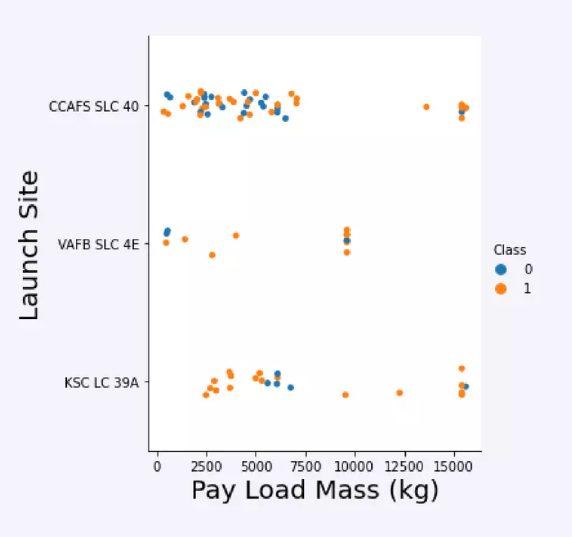 Launch Site
CCAFS SLC 40
VAFB SLC 4E
KSC LC 39A
0 2500 5000 7500 10000 12500 15000
Pay Load Mass (kg)
Class
0
1